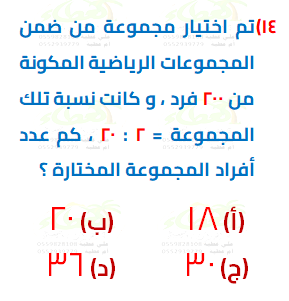 ١٤) تم اختيار مجموعة من ضمن
المجموعات الرياضية المكونة
من ٢٠٠ فرد ، و كانت نسبة تلك
المجموعة = ٢ : ٢٠ ، كم عدد
أفراد المجموعة المختارة ؟
(أ) ١٨ (ب) ٢٠
(ج) ٣٠ (د) ٣٦